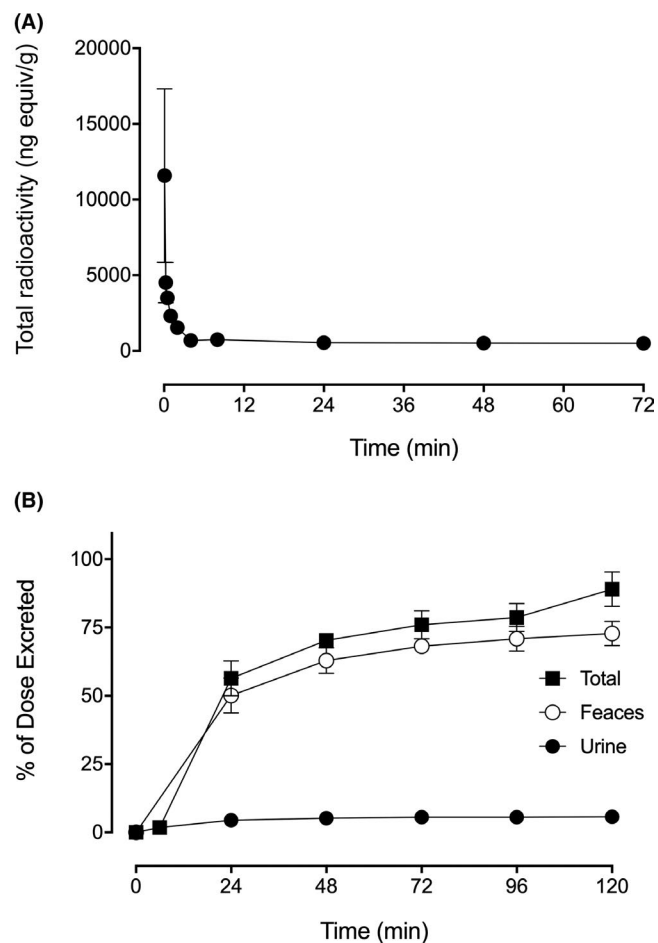 (A)
Total radioactivity (ng equiv/g)
20000
15000
10000
5000
0
0 12 24 36 48 60 72
Time (min)
(B)
% of Dose Excreted
100
75
50
25
0
Total
Feaces
Urine
0 24 48 72 96 120
Time (min)